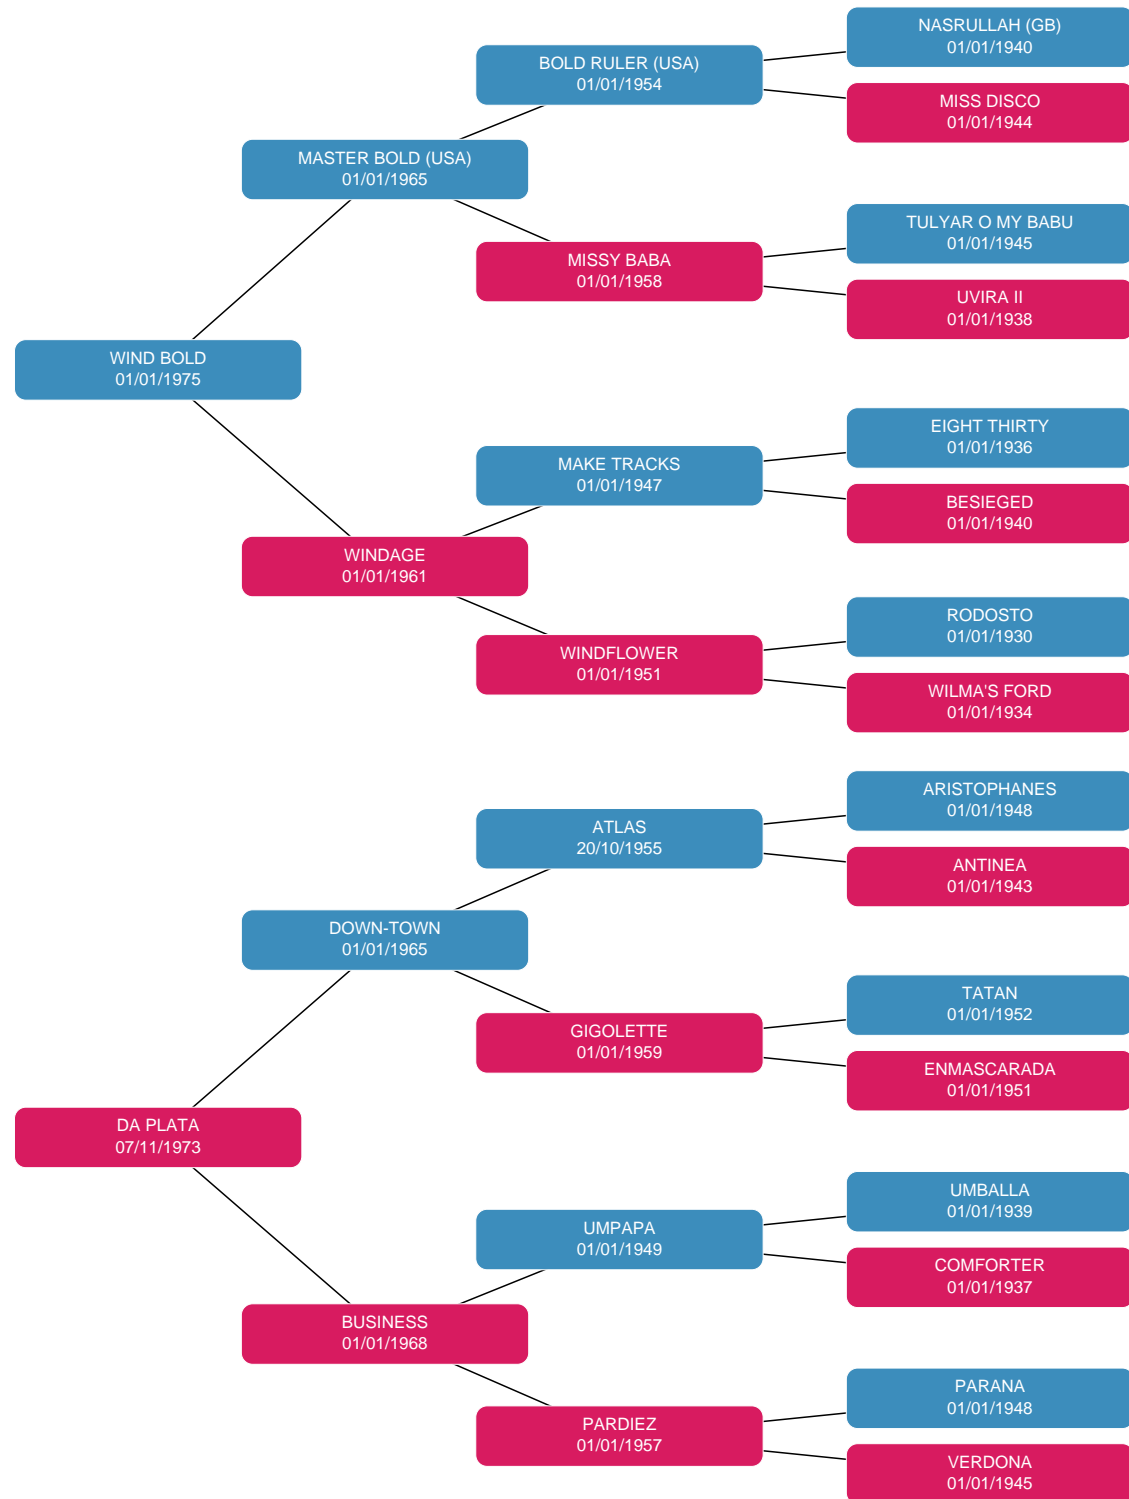 NASRULLAH (GB)
01/01/1940
BOLD RULER (USA)
01/01/1954
MISS DISCO
01/01/1944
MASTER BOLD (USA)
01/01/1965
TULYAR O MY BABU
01/01/1945
MISSY BABA
01/01/1958
UVIRA II
01/01/1938
WIND BOLD
01/01/1975
EIGHT THIRTY
01/01/1936
MAKE TRACKS
01/01/1947
BESIEGED
01/01/1940
WINDAGE
01/01/1961
RODOSTO
01/01/1930
WINDFLOWER
01/01/1951
WILMA'S FORD
01/01/1934
ARISTOPHANES
01/01/1948
ATLAS
20/10/1955
ANTINEA
01/01/1943
DOWN-TOWN
01/01/1965
TATAN
01/01/1952
GIGOLETTE
01/01/1959
ENMASCARADA
01/01/1951
DA PLATA
07/11/1973
UMBALLA
01/01/1939
UMPAPA
01/01/1949
COMFORTER
01/01/1937
BUSINESS
01/01/1968
PARANA
01/01/1948
PARDIEZ
01/01/1957
VERDONA
01/01/1945